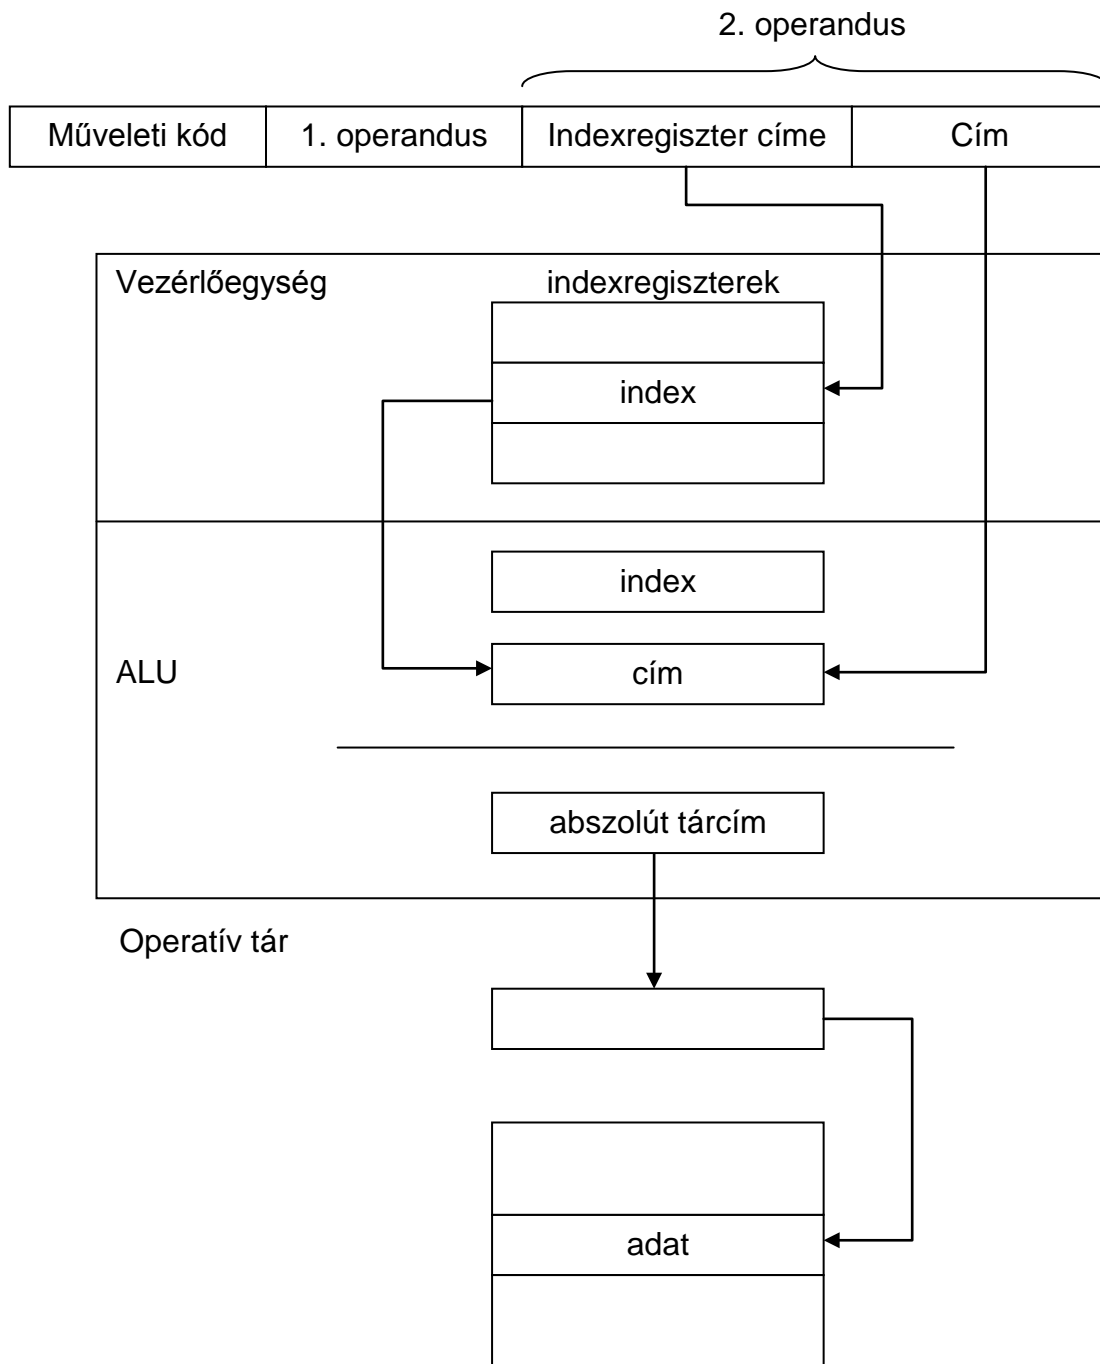 2. operandus
Műveleti kód
1. operandus
Indexregiszter címe
Cím
Vezérlőegység
indexregiszterek
index
index
ALU
cím
abszolút tárcím
Operatív tár
adat